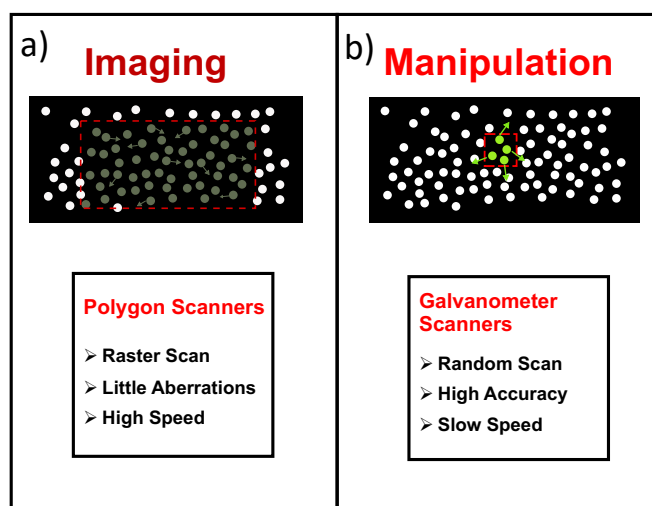 a)
Imaging
Polygon Scanners
➢ Raster Scan
➢ Little Aberrations
➢ High Speed
b)
Manipulation
Galvanometer
Scanners
➢ Random Scan
➢ High Accuracy
➢ Slow Speed